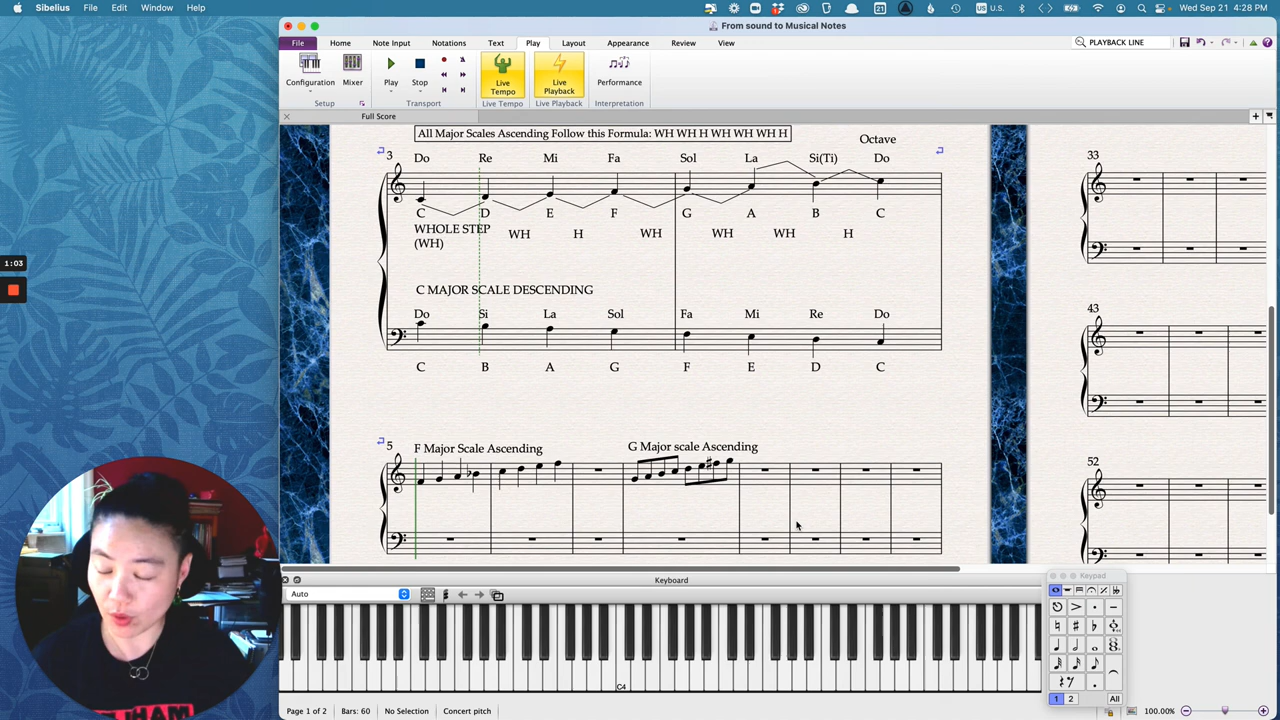 Sibelius File Edit View Window Help
21
US U.S. Wed Sep 21 4:28 PM
From sound to Musical Notes
File Home Note Input Notations Text Play Layout Appearance Review View PLAYBACK LINE
Configuration Mixer Play Stop Live Tempo Live Playback Performance
Setup Transport Live Tempo Live Playback Interpretation
Full Score
All Major Scales Ascending Follow this Formula: WH WH H WH WH WH H
Octave
3
Do Re Mi Fa Sol La Si(Ti) Do
C D E F G A B C
WHOLE STEP
(WH)
WH H WH WH WH H
C MAJOR SCALE DESCENDING
Do Si La Sol Fa Mi Re Do
C B A G F E D C
5
F Major Scale Ascending G Major scale Ascending
33
43
52
1:03
Keyboard
Auto
C4
Keypad
1 2 All
Page 1 of 2 Bars: 60 No Selection Concert pitch 100.00%